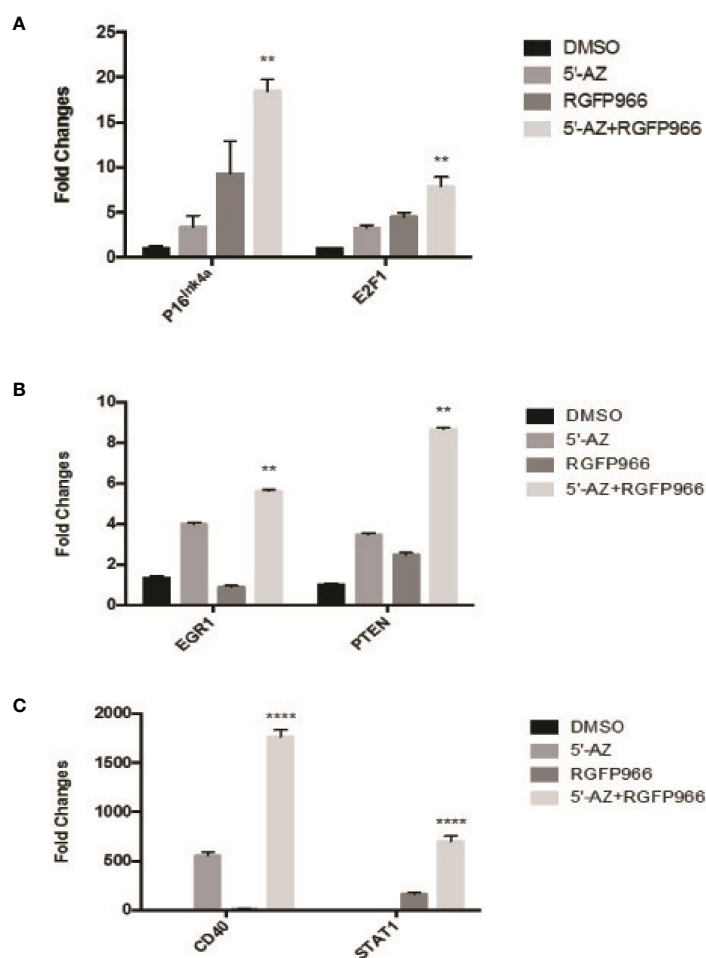 A
Fold Changes
25
20
15
10
5
0
**
**
P16Ink4a
E2F1
DMSO
5'-AZ
RGFP966
5'-AZ+RGFP966
B
Fold Changes
10
8
6
4
2
0
**
**
EGR1
PTEN
DMSO
5'-AZ
RGFP966
5'-AZ+RGFP966
C
Fold Changes
2000
1500
1000
500
0
****
****
CD40
STAT1
DMSO
5'-AZ
RGFP966
5'-AZ+RGFP966